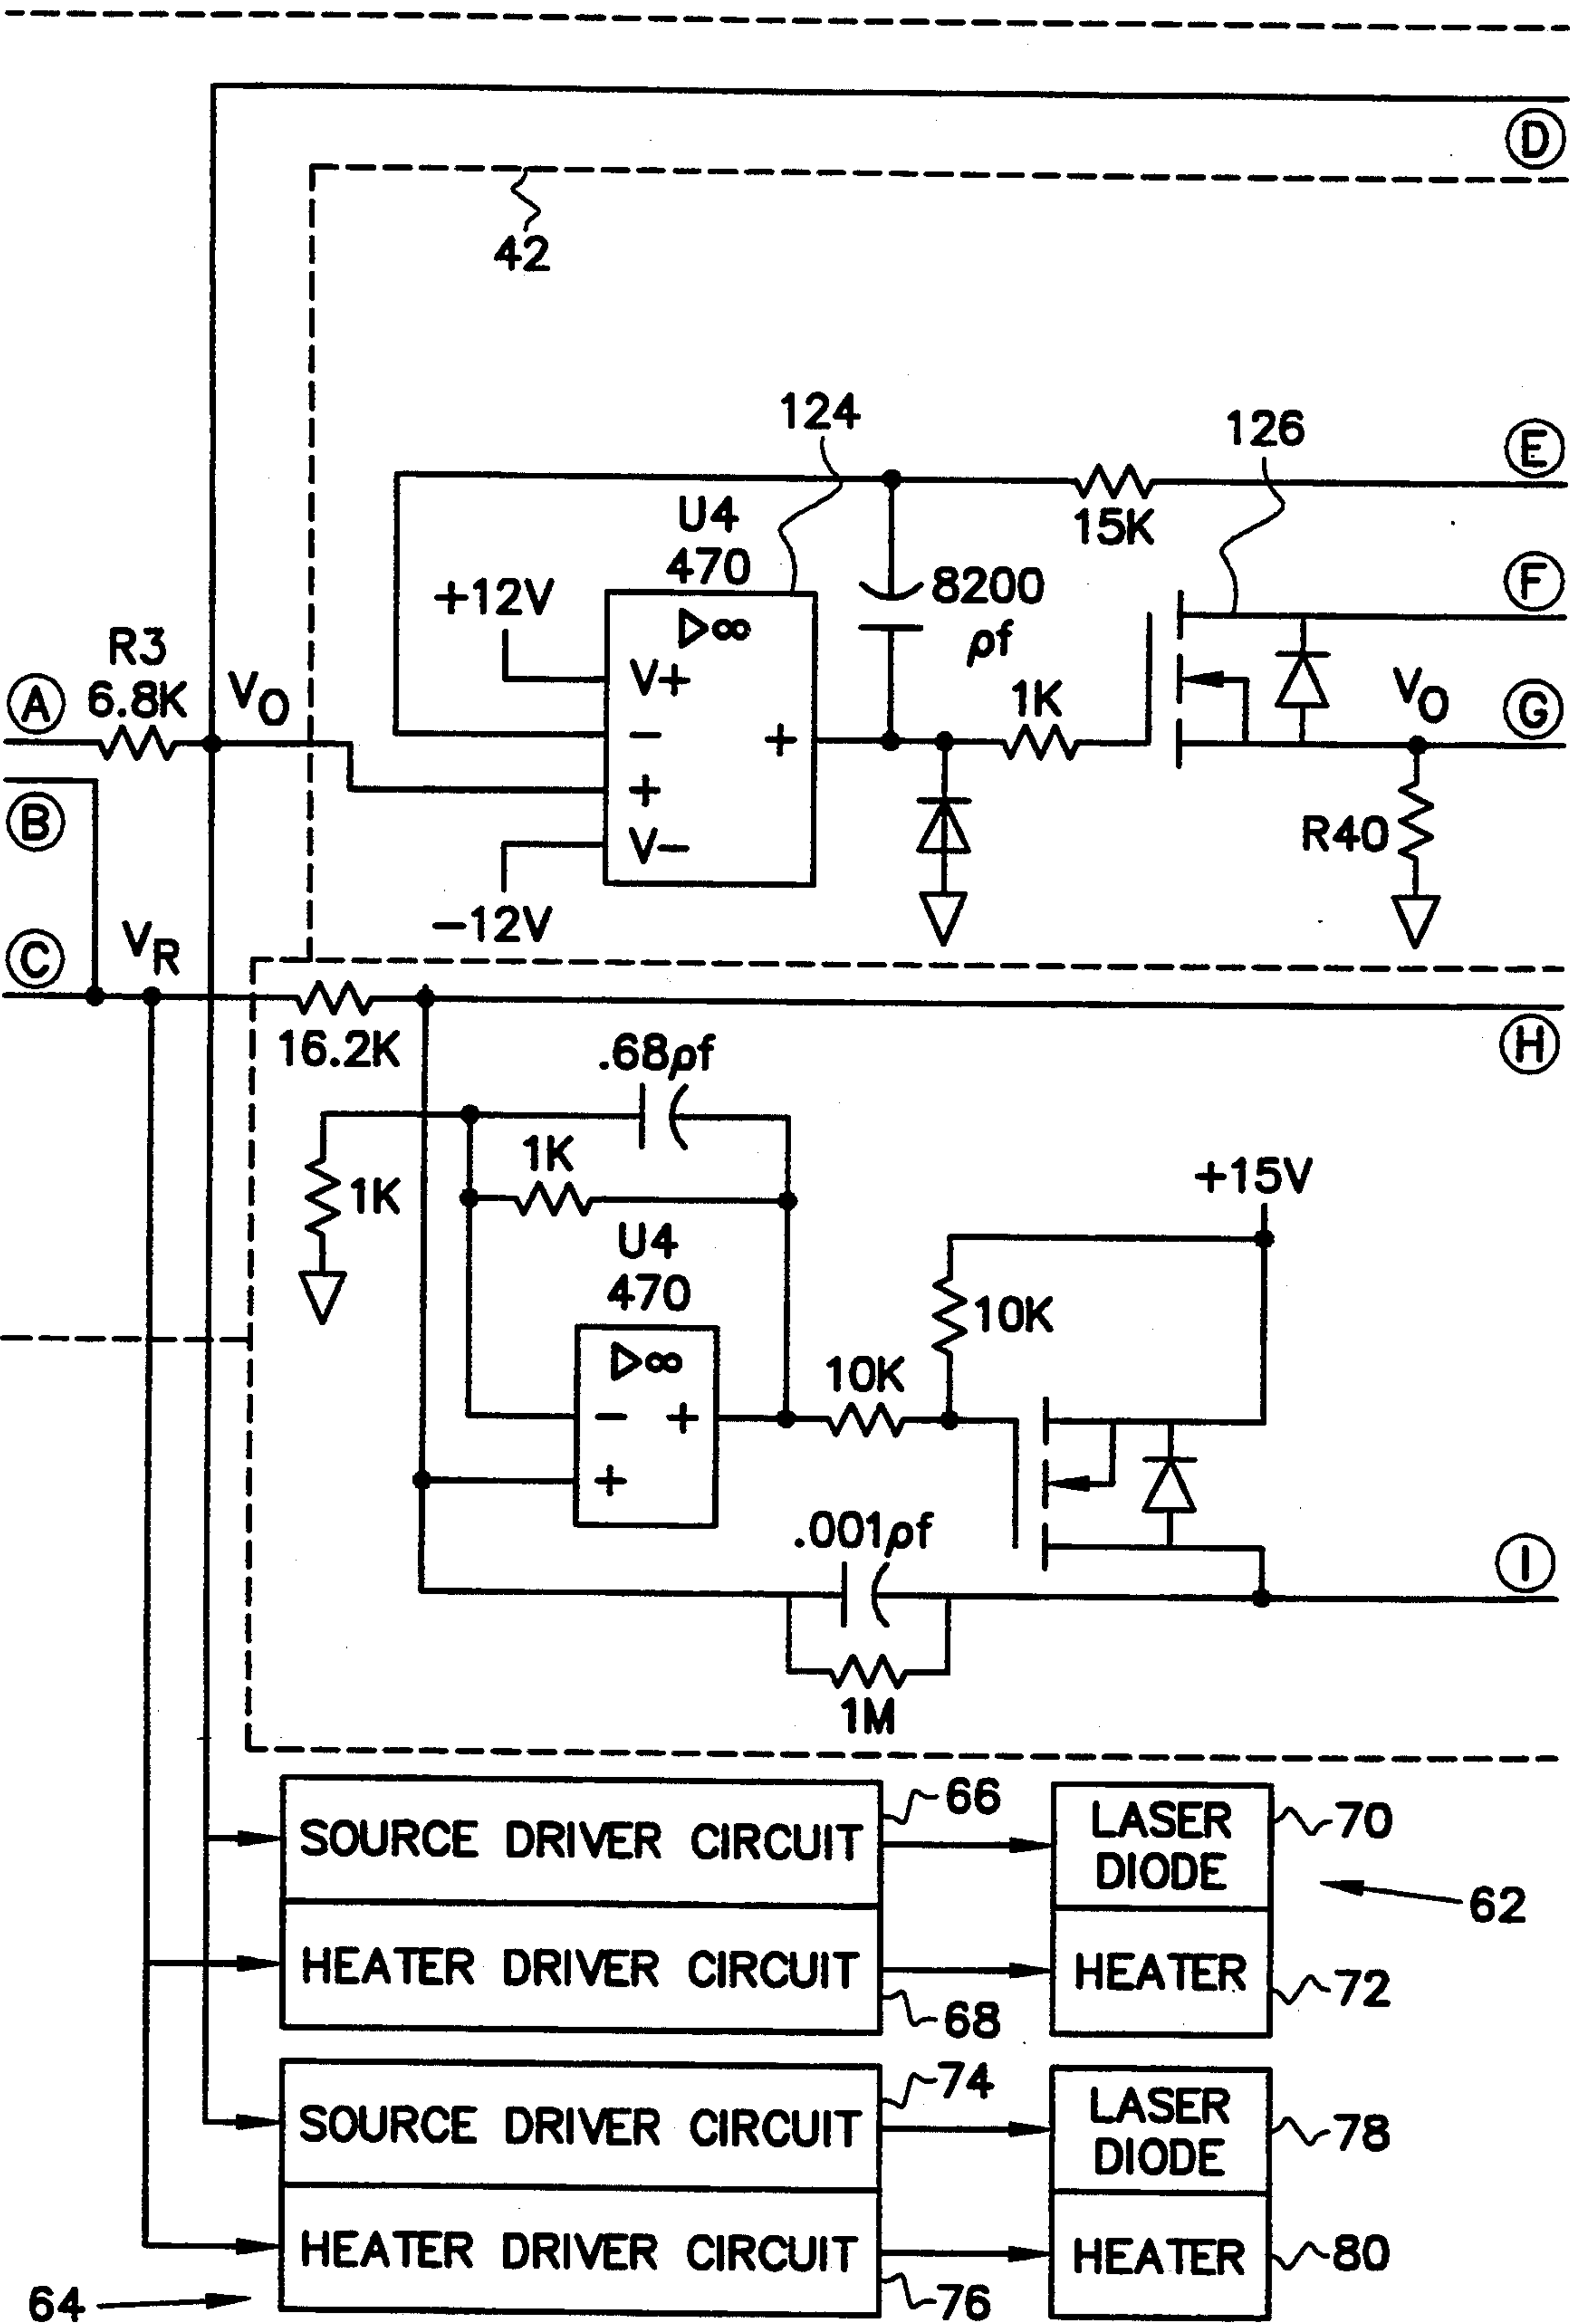 D
42
124
126
E
U4
470
15K
+12V
8200
ρf
F
▷∞
R3
6.8K
A
VO
V+
1K
VO
G
−
+
+
B
V−
R40
−12V
C
VR
16.2K
H
.68ρf
1K
1K
+15V
U4
470
10K
▷∞
10K
− +
+
.001ρf
I
1M
66
SOURCE DRIVER CIRCUIT
LASER
DIODE
70
62
HEATER DRIVER CIRCUIT
HEATER
72
68
74
SOURCE DRIVER CIRCUIT
LASER
DIODE
78
HEATER DRIVER CIRCUIT
HEATER
80
64
76